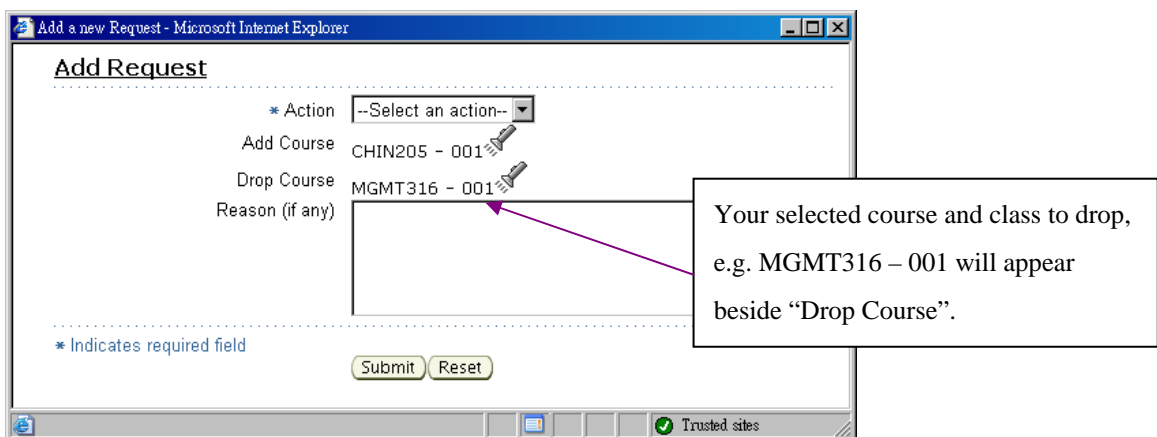 Add a new Request - Microsoft Internet Explorer
Add Request
* Action --Select an action--
Add Course CHIN205 - 001
Drop Course MGMT316 - 001
Reason (if any)
Your selected course and class to drop,
e.g. MGMT316 – 001 will appear
beside “Drop Course”.
* Indicates required field
Submit Reset
Trusted sites